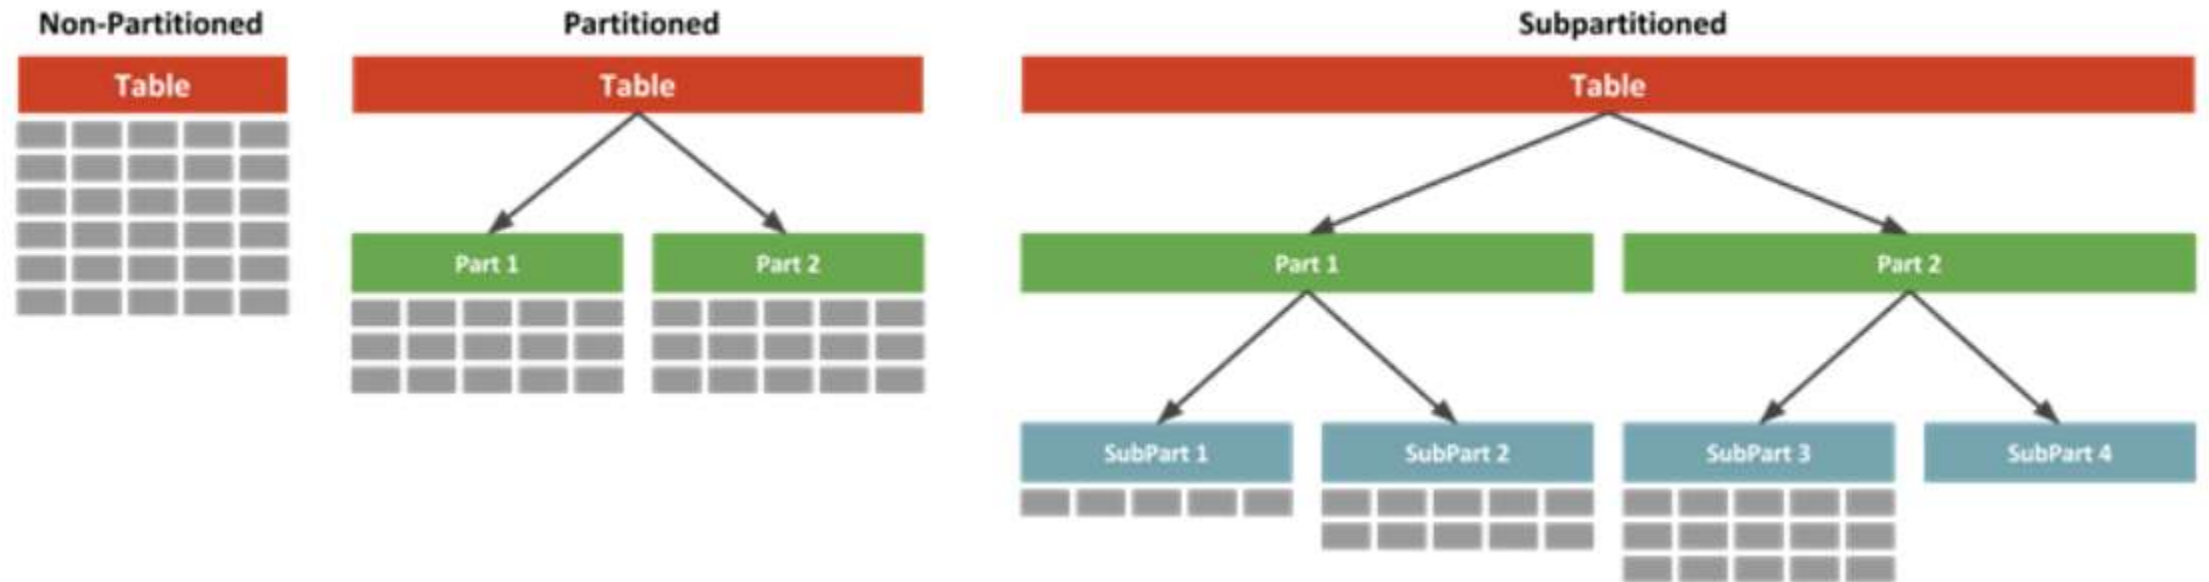 Non-Partitioned
Table
Partitioned
Table
Part 1
Part 2
Subpartitioned
Table
Part 1
Part 2
SubPart 1
SubPart 2
SubPart 3
SubPart 4